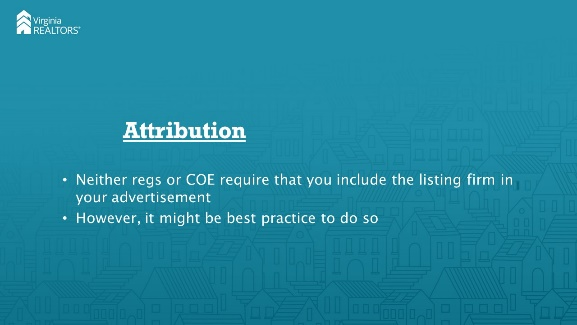 Virginia
REALTORS®
Attribution
• Neither regs or COE require that you include the listing firm in
your advertisement
• However, it might be best practice to do so